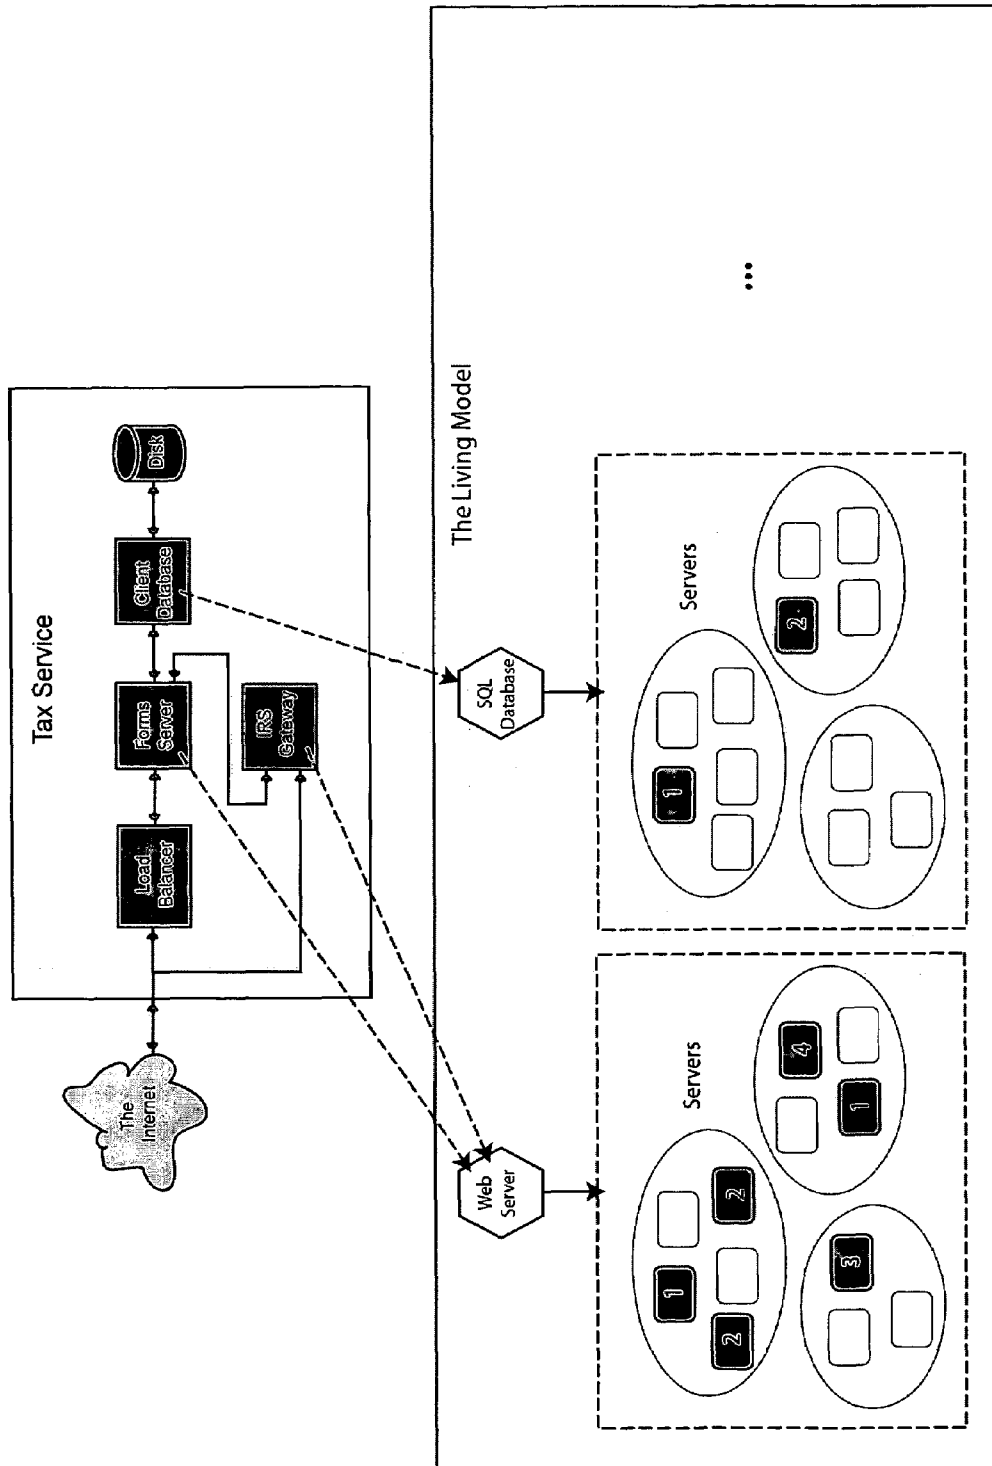 Tax Service
The
Internet
Load
Balancer
Forms
Server
Client
Database
Disk
IRS
Gateway
The Living Model
Web
Server
SQL
Database
Servers
1
2
2
4
1
3
Servers
1
2
...